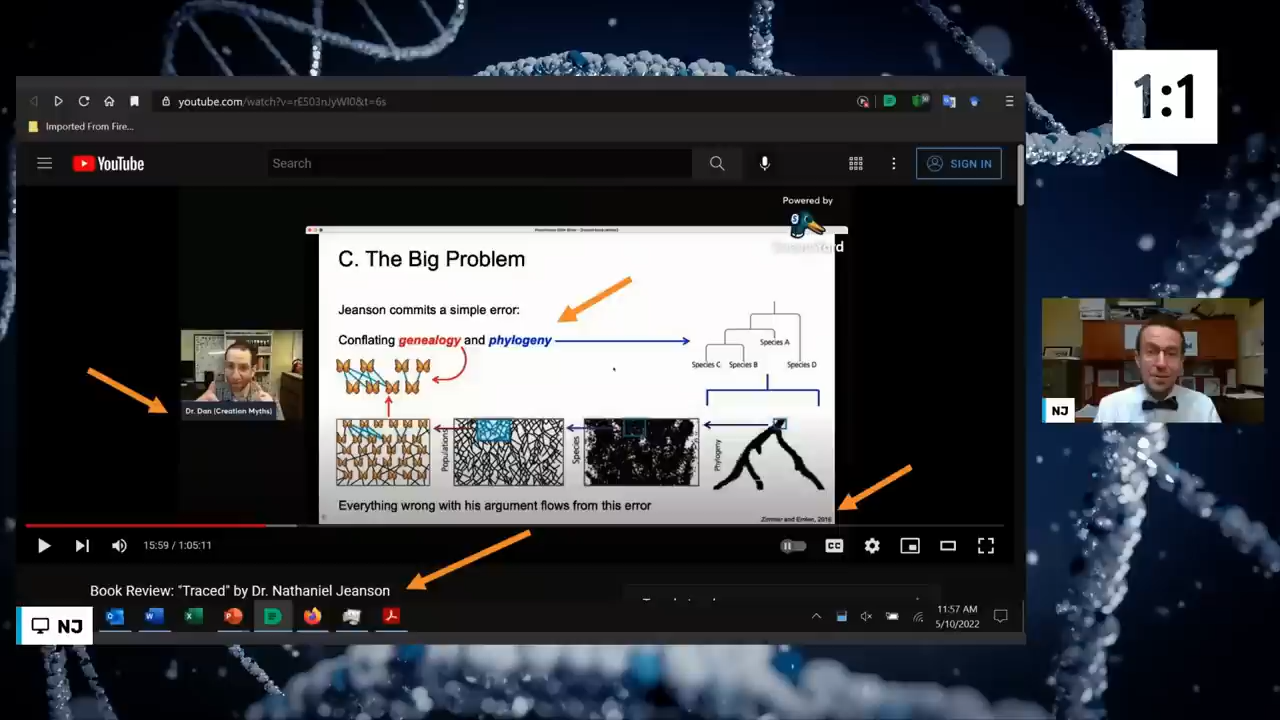 1:1
youtube.com/watch?v=rE503nJyWl0&t=6s
Imported From Fire...
YouTube
Search
SIGN IN
Powered by
C. The Big Problem
Jeanson commits a simple error:
Conflating genealogy and phylogeny
Species A
Species C
Species B
Species D
Populations
Species
Phylogeny
Everything wrong with his argument flows from this error
Zimmer and Emlen, 2016
Dr. Dan (Creation Myths)
NJ
15:59 / 1:05:11
CC
Book Review: "Traced" by Dr. Nathaniel Jeanson
NJ
11:57 AM
5/10/2022